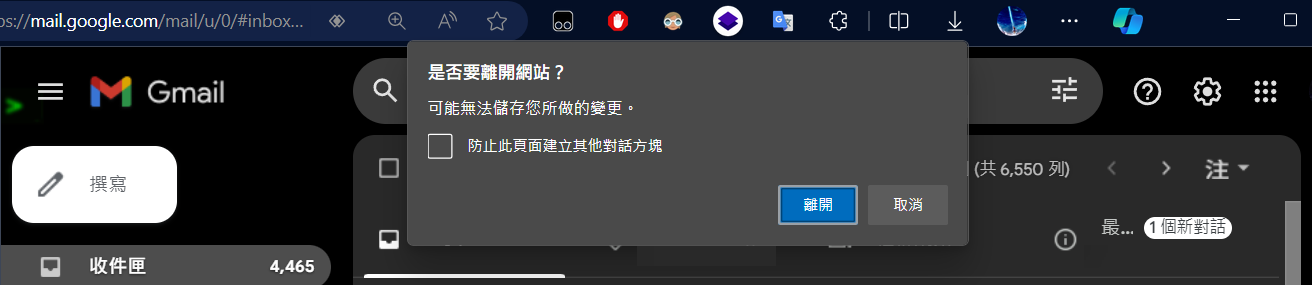 ps://mail.google.com/mail/u/0/#inbox...
是否要離開網站？
可能無法儲存您所做的變更。
防止此頁面建立其他對話方塊
離開
取消
Gmail
撰寫
(共 6,550 列)
注
收件匣 4,465
最... 1 個新對話